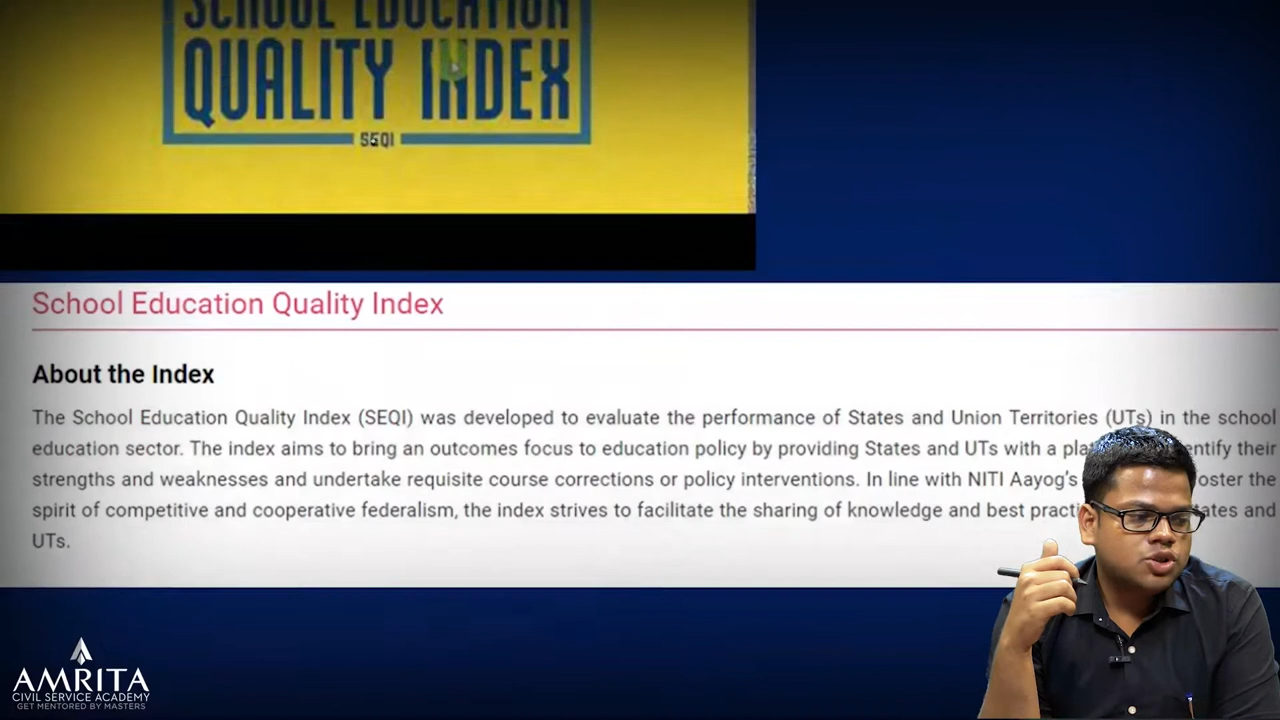 SCHOOL EDUCATION
QUALITY INDEX
SEQI
School Education Quality Index
About the Index
The School Education Quality Index (SEQI) was developed to evaluate the performance of States and Union Territories (UTs) in the school
education sector. The index aims to bring an outcomes focus to education policy by providing States and UTs with a pla entify their
strengths and weaknesses and undertake requisite course corrections or policy interventions. In line with NITI Aayog's oster the
spirit of competitive and cooperative federalism, the index strives to facilitate the sharing of knowledge and best practi tates and
UTs.
AMRITA
CIVIL SERVICE ACADEMY
GET MENTORED BY MASTERS